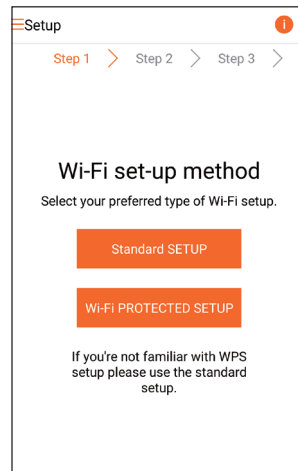 Setup
i
Step 1 Step 2 Step 3
Wi-Fi set-up method
Select your preferred type of Wi-Fi setup.
Standard SETUP
Wi-Fi PROTECTED SETUP
If you're not familiar with WPS
setup please use the standard
setup.